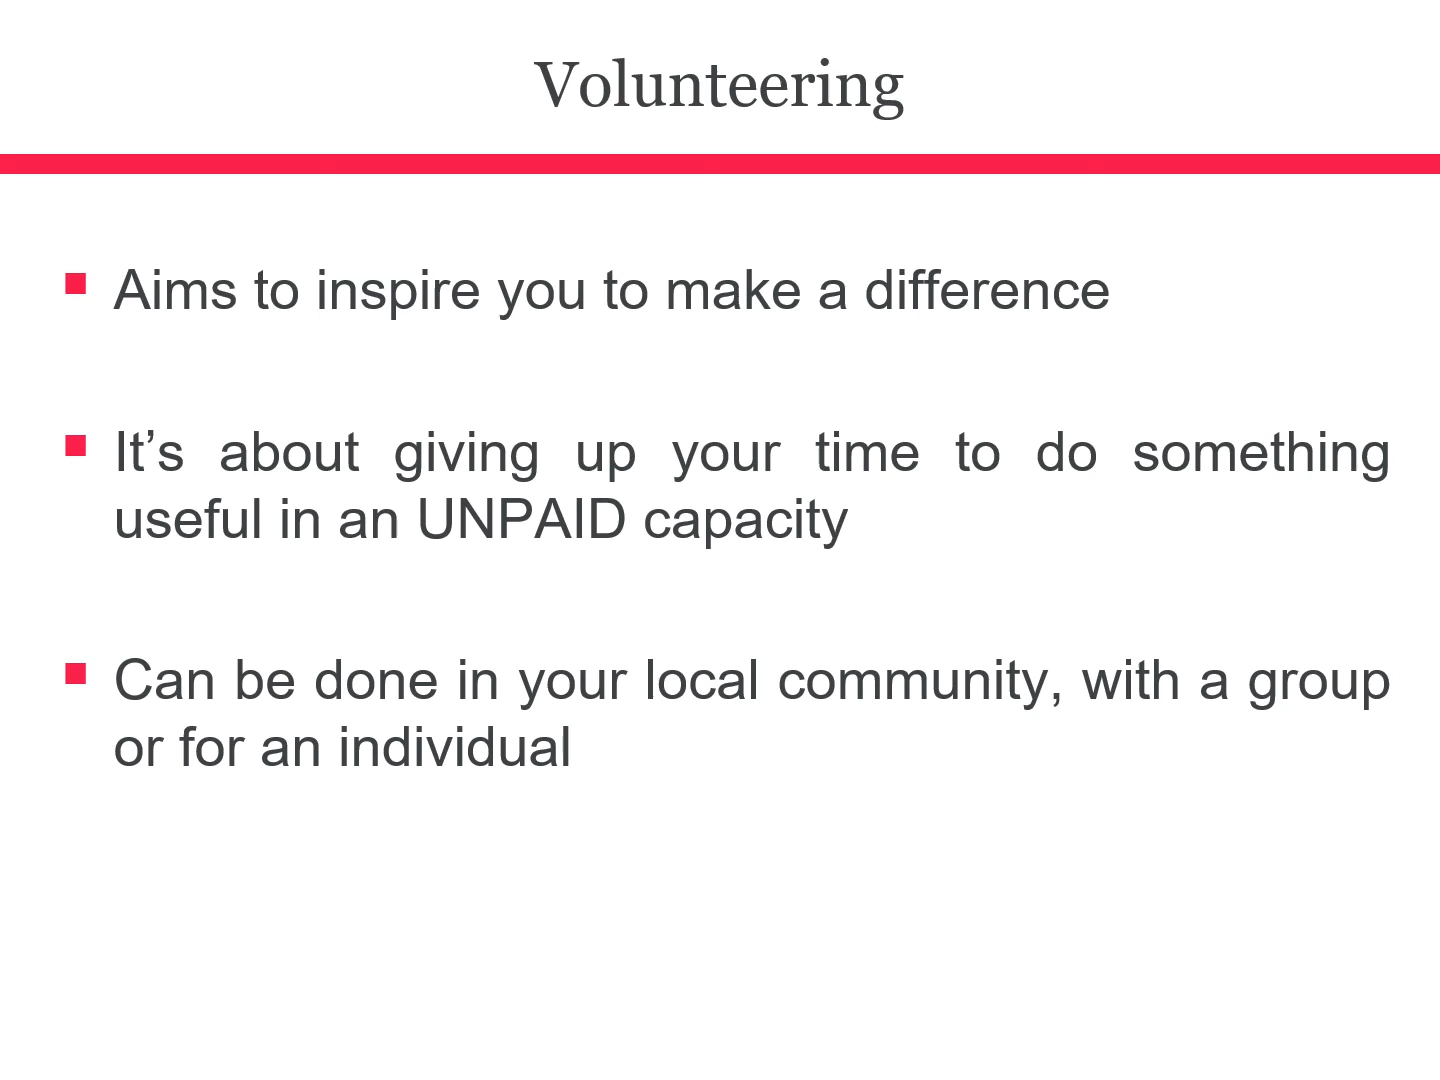 Volunteering
Aims to inspire you to make a difference
It’s about giving up your time to do something
useful in an UNPAID capacity
Can be done in your local community, with a group
or for an individual